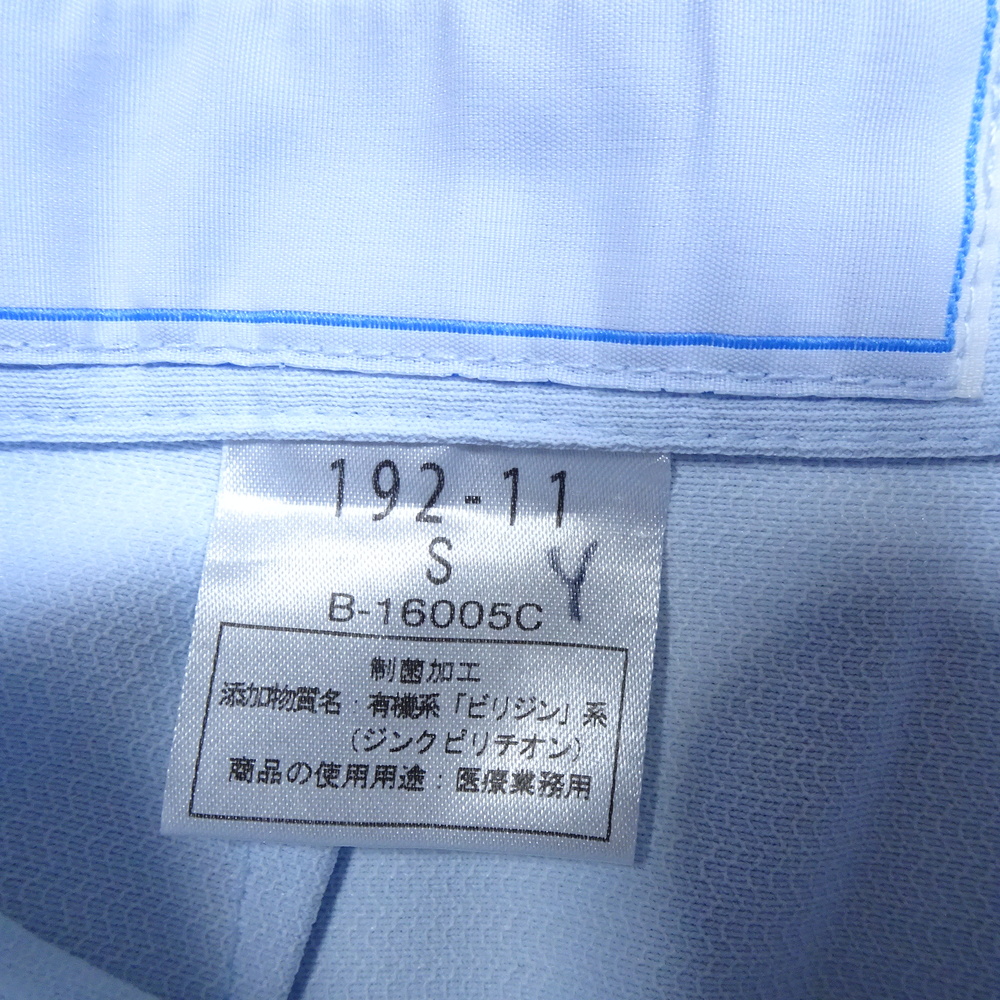 192-11
S Y
B-16005C
制菌加工
添加物質名：有機系「ピリジン」系
（ジンクピリチオン）
商品の使用用途：医療業務用